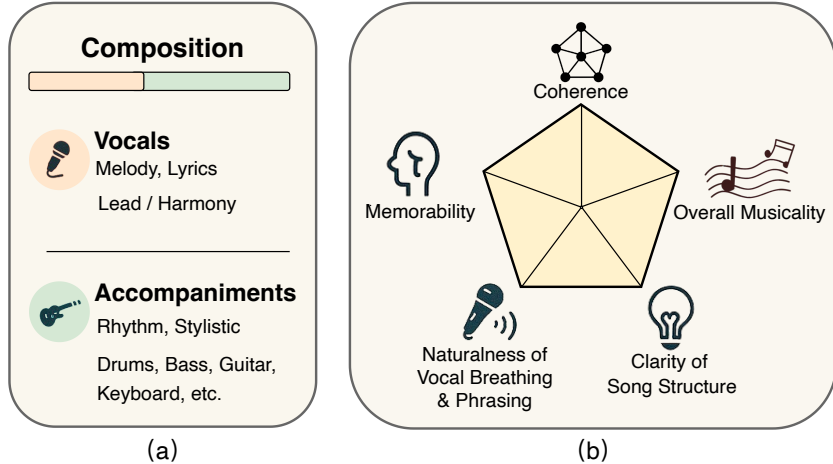 Composition
Vocals
Melody, Lyrics
Lead / Harmony
Accompaniments
Rhythm, Stylistic
Drums, Bass, Guitar,
Keyboard, etc.
(a)
Coherence
Memorability
Overall Musicality
Naturalness of
Vocal Breathing
& Phrasing
Clarity of
Song Structure
(b)